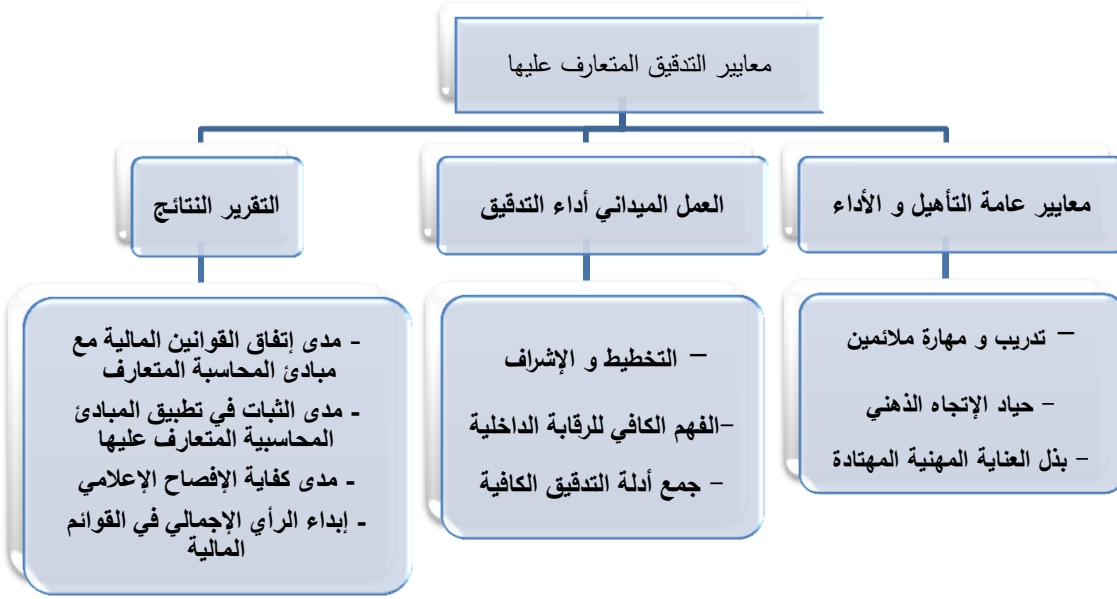 معايير التدقيق المتعارف عليها
معايير عامة التأهيل و الأداء
– تدريب و مهارة ملائمين
– حياد الإتجاه الذهني
– بذل العناية المهنية المهتادة
العمل الميداني أداء التدقيق
– التخطيط و الإشراف
–الفهم الكافي للرقابة الداخلية
– جمع أدلة التدقيق الكافية
التقرير النتائج
- مدى إتفاق القوانين المالية مع
مبادئ المحاسبة المتعارف
- مدى الثبات في تطبيق المبادئ
المحاسبية المتعارف عليها
- مدى كفاية الإفصاح الإعلامي
- إبداء الرأي الإجمالي في القوائم
المالية